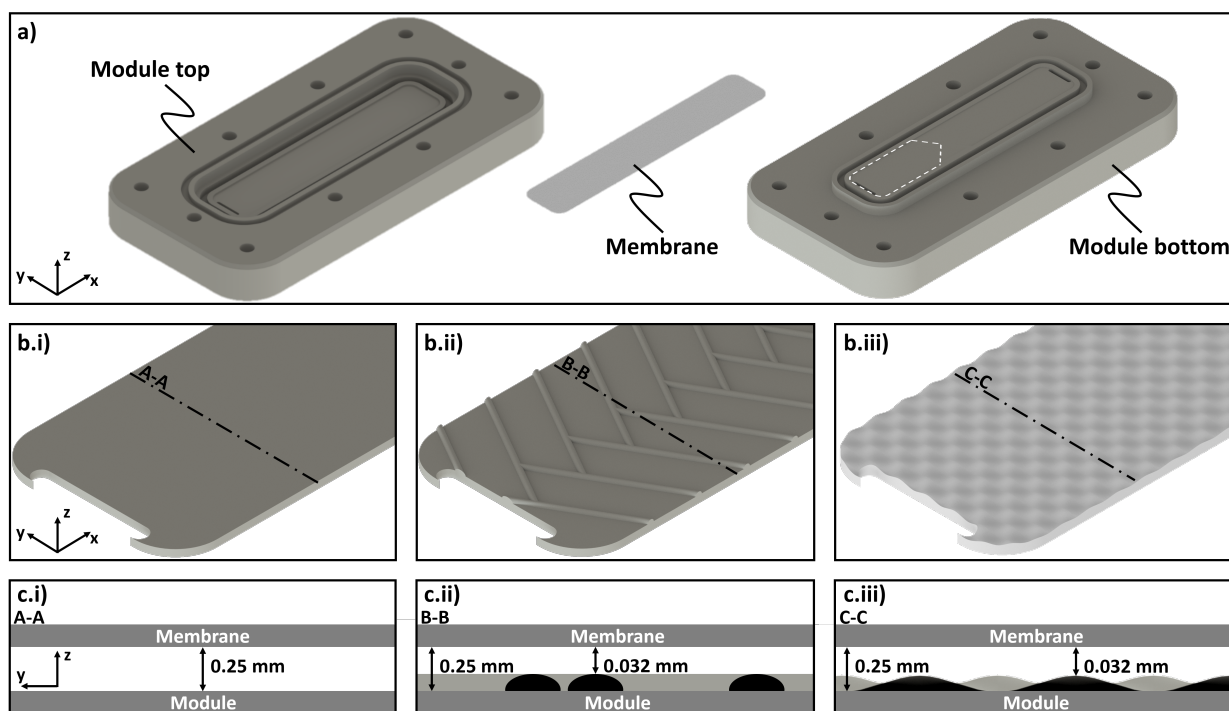 a)
Module top
Membrane
Module bottom
z
y
x
b.i)
A-A
z
y
x
b.ii)
B-B
b.iii)
C-C
c.i)
A-A
Membrane
z
y
0.25 mm
Module
c.ii)
B-B
Membrane
0.25 mm
0.032 mm
Module
c.iii)
C-C
Membrane
0.25 mm
0.032 mm
Module